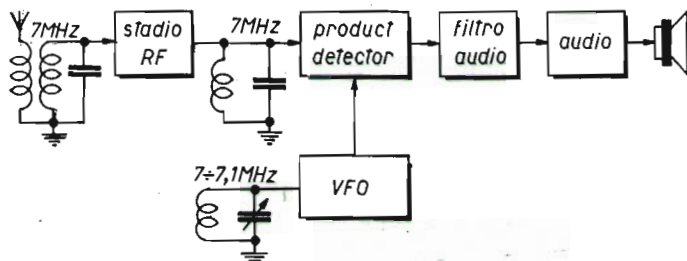 7MHz
stadio
RF
7MHz
product
detector
filtro
audio
audio
7÷7,1MHz
VFO